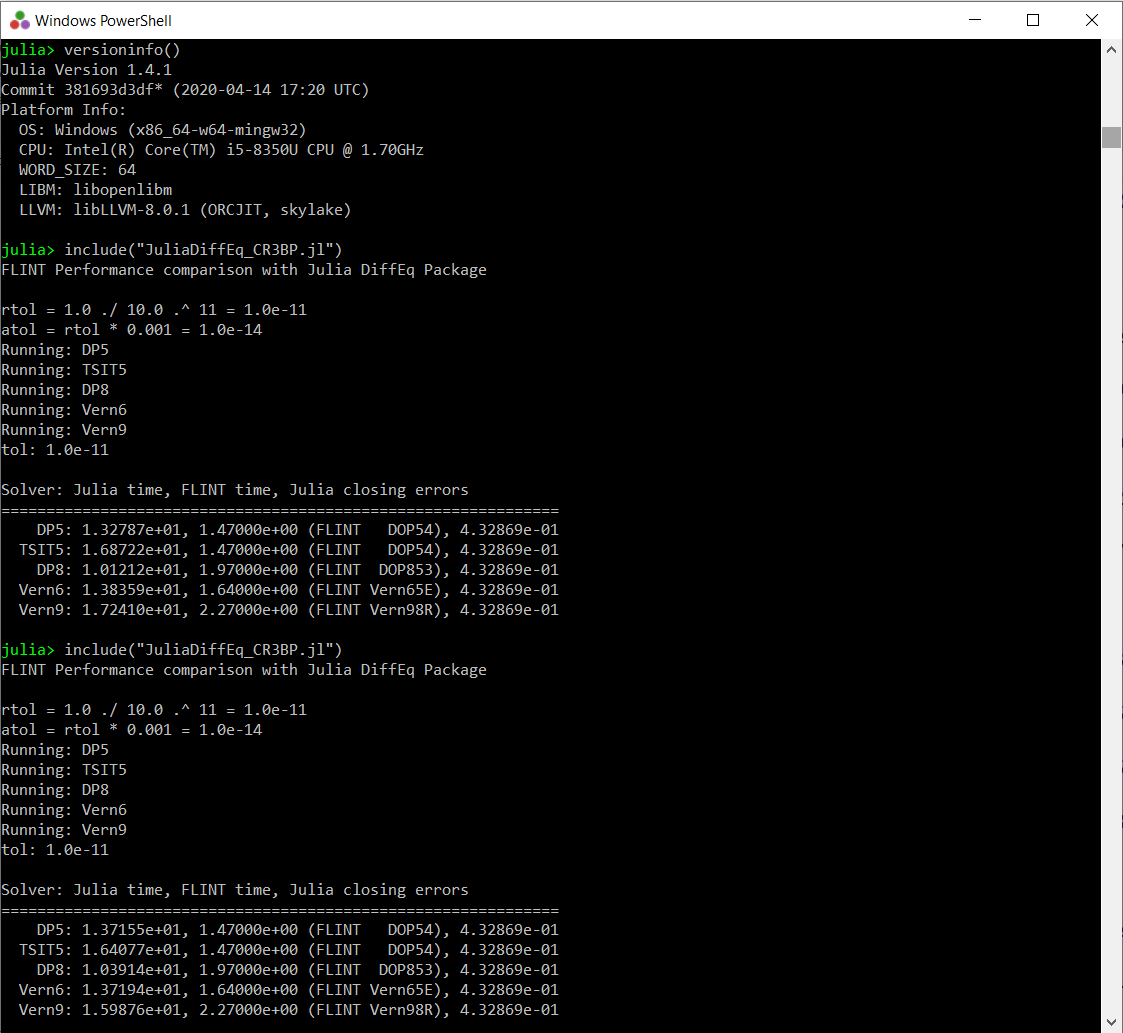 Windows PowerShell
julia> versioninfo()
Julia Version 1.4.1
Commit 381693d3df* (2020-04-14 17:20 UTC)
Platform Info:
  OS: Windows (x86_64-w64-mingw32)
  CPU: Intel(R) Core(TM) i5-8350U CPU @ 1.70GHz
  WORD_SIZE: 64
  LIBM: libopenlibm
  LLVM: libLLVM-8.0.1 (ORCJIT, skylake)
julia> include("JuliaDiffEq_CR3BP.jl")
FLINT Performance comparison with Julia DiffEq Package
rtol = 1.0 ./ 10.0 .^ 11 = 1.0e-11
atol = rtol * 0.001 = 1.0e-14
Running: DP5
Running: TSIT5
Running: DP8
Running: Vern6
Running: Vern9
tol: 1.0e-11
Solver: Julia time, FLINT time, Julia closing errors
==============================================================
    DP5: 1.32787e+01, 1.47000e+00 (FLINT   DOP54), 4.32869e-01
  TSIT5: 1.68722e+01, 1.47000e+00 (FLINT   DOP54), 4.32869e-01
    DP8: 1.01212e+01, 1.97000e+00 (FLINT  DOP853), 4.32869e-01
  Vern6: 1.38359e+01, 1.64000e+00 (FLINT Vern65E), 4.32869e-01
  Vern9: 1.72410e+01, 2.27000e+00 (FLINT Vern98R), 4.32869e-01
julia> include("JuliaDiffEq_CR3BP.jl")
FLINT Performance comparison with Julia DiffEq Package
rtol = 1.0 ./ 10.0 .^ 11 = 1.0e-11
atol = rtol * 0.001 = 1.0e-14
Running: DP5
Running: TSIT5
Running: DP8
Running: Vern6
Running: Vern9
tol: 1.0e-11
Solver: Julia time, FLINT time, Julia closing errors
==============================================================
    DP5: 1.37155e+01, 1.47000e+00 (FLINT   DOP54), 4.32869e-01
  TSIT5: 1.64077e+01, 1.47000e+00 (FLINT   DOP54), 4.32869e-01
    DP8: 1.03914e+01, 1.97000e+00 (FLINT  DOP853), 4.32869e-01
  Vern6: 1.37194e+01, 1.64000e+00 (FLINT Vern65E), 4.32869e-01
  Vern9: 1.59876e+01, 2.27000e+00 (FLINT Vern98R), 4.32869e-01